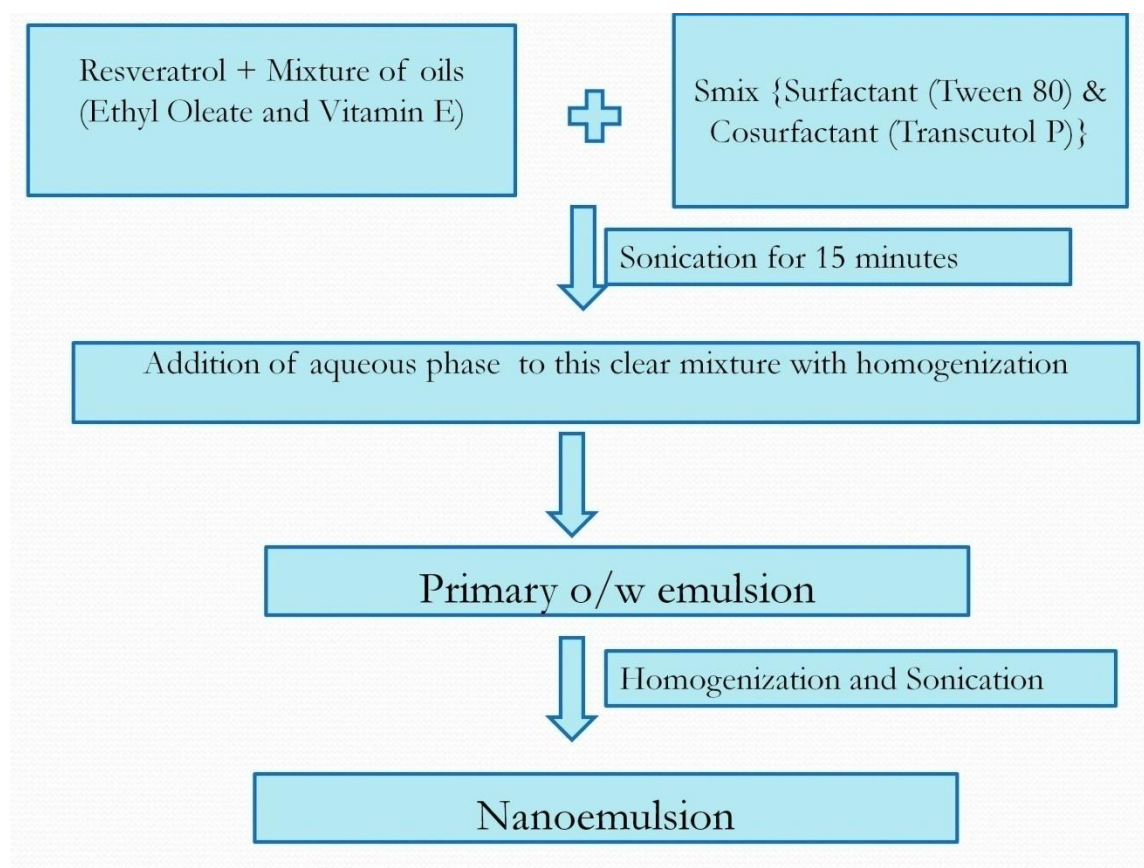 Resveratrol + Mixture of oils
(Ethyl Oleate and Vitamin E)
Smix {Surfactant (Tween 80) &
Cosurfactant (Transcutol P)}
Sonication for 15 minutes
Addition of aqueous phase to this clear mixture with homogenization
Primary o/w emulsion
Homogenization and Sonication
Nanoemulsion